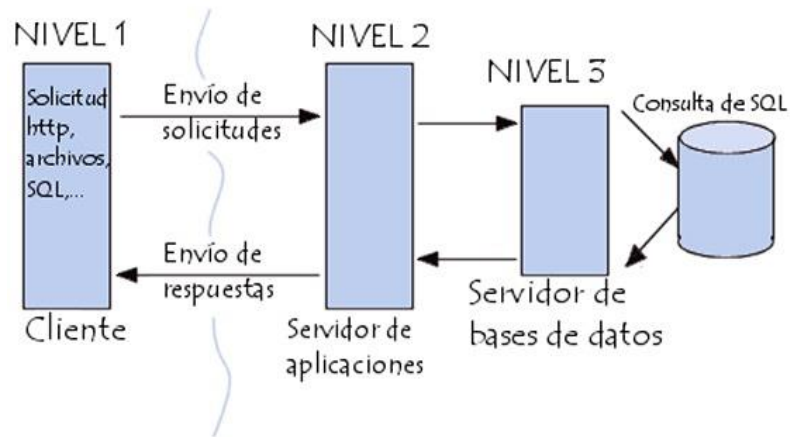 NIVEL 1
NIVEL 2
NIVEL 3
Solicitud
http,
archivos,
SQL,...
Envío de
solicitudes
Consulta de SQL
Envío de
respuestas
Cliente
Servidor de
aplicaciones
Servidor de
bases de datos